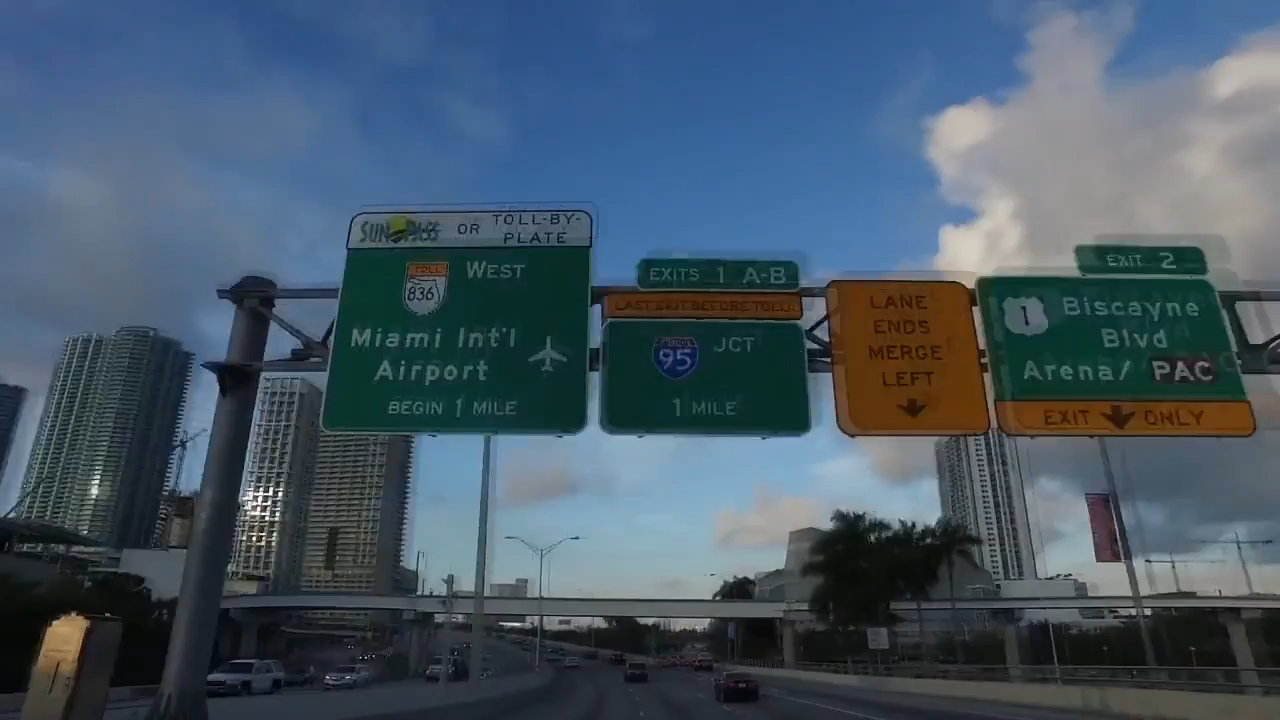 SUNPASS OR TOLL-BY-
PLATE
TOLL
836
WEST
Miami Int'l
Airport
BEGIN 1 MILE
EXITS 1 A-B
LAST EXIT BEFORE TOLL
95
JCT
1 MILE
LANE
ENDS
MERGE
LEFT
EXIT 2
1
Biscayne
Blvd
Arena/ PAC
EXIT ONLY